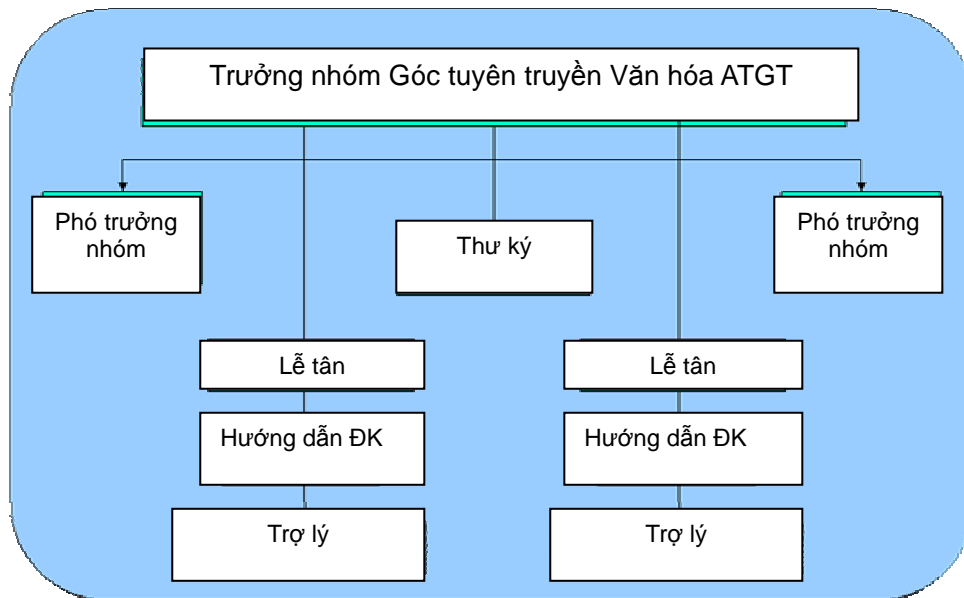 Trưởng nhóm Góc tuyên truyền Văn hóa ATGT
Phó trưởng
nhóm
Thư ký
Phó trưởng
nhóm
Lễ tân
Lễ tân
Hướng dẫn ĐK
Hướng dẫn ĐK
Trợ lý
Trợ lý